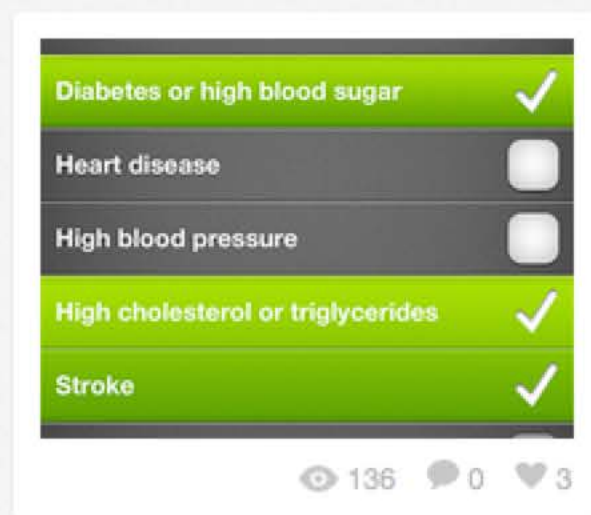 Diabetes or high blood sugar
Heart disease
High blood pressure
High cholesterol or triglycerides
Stroke
136 0 3